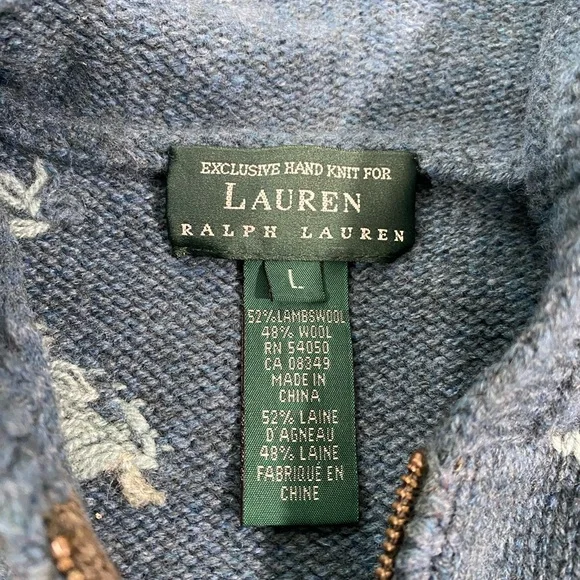 EXCLUSIVE HAND KNIT FOR
LAUREN
RALPH LAUREN
L
52% LAMBSWOOL
48% WOOL
RN 54050
CA 08349
MADE IN
CHINA
52% LAINE
D'AGNEAU
48% LAINE
FABRIQUÉ EN
CHINE